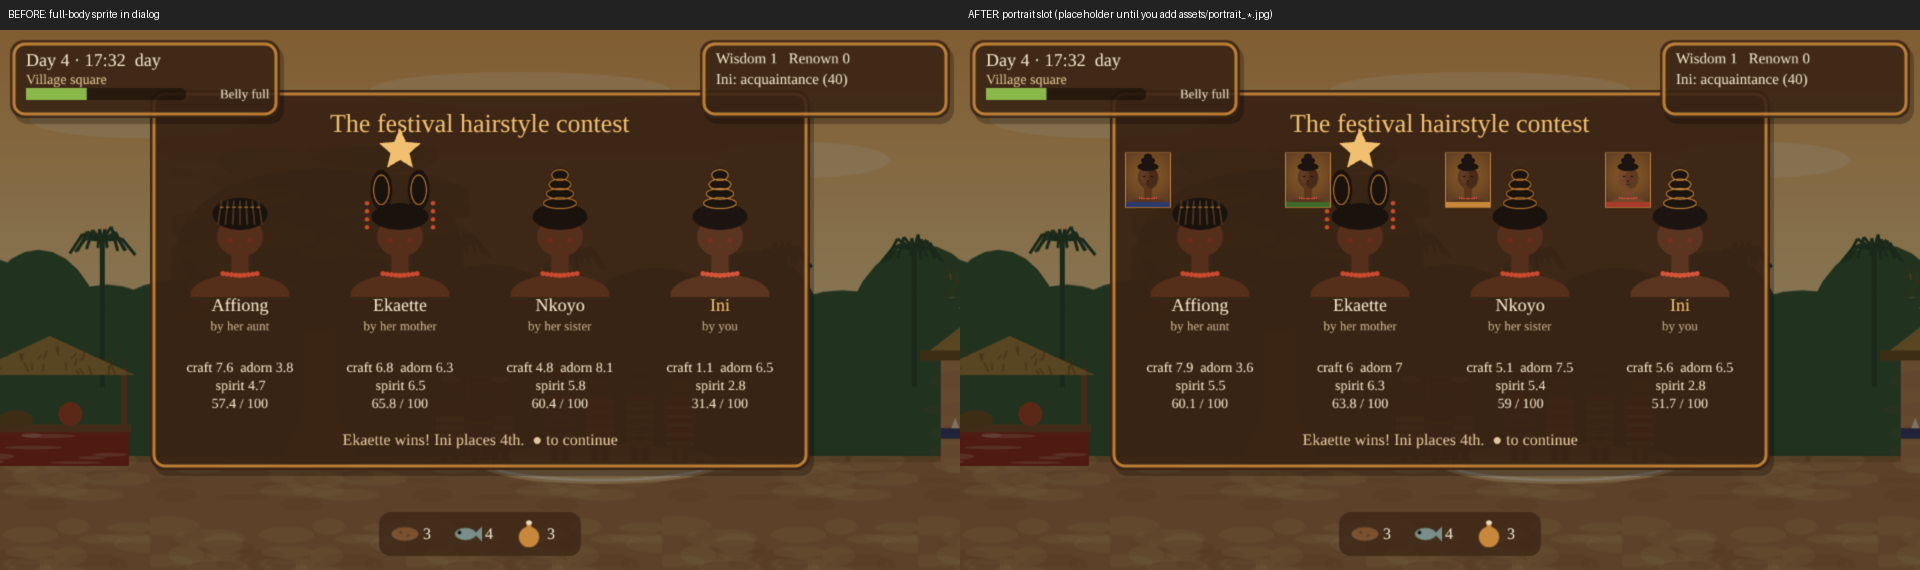 BEFORE: full-body sprite in dialog
Day 4 · 17:32 day
Village square
Belly full
Wisdom 1 Renown 0
Ini: acquaintance (40)
The festival hairstyle contest
Affiong
by her aunt
craft 7.6 adorn 3.8
spirit 4.7
57.4 / 100
Ekaette
by her mother
craft 6.8 adorn 6.3
spirit 6.5
65.8 / 100
Nkoyo
by her sister
craft 4.8 adorn 8.1
spirit 5.8
60.4 / 100
Ini
by you
craft 1.1 adorn 6.5
spirit 2.8
31.4 / 100
Ekaette wins! Ini places 4th. ● to continue
3
4
3
AFTER: portrait slot (placeholder until you add assets/portrait_*.jpg)
Day 4 · 17:32 day
Village square
Belly full
Wisdom 1 Renown 0
Ini: acquaintance (40)
The festival hairstyle contest
Affiong
by her aunt
craft 7.9 adorn 3.6
spirit 5.5
60.1 / 100
Ekaette
by her mother
craft 6 adorn 7
spirit 6.3
63.8 / 100
Nkoyo
by her sister
craft 5.1 adorn 7.5
spirit 5.4
59 / 100
Ini
by you
craft 5.6 adorn 6.5
spirit 2.8
51.7 / 100
Ekaette wins! Ini places 4th. ● to continue
3
4
3